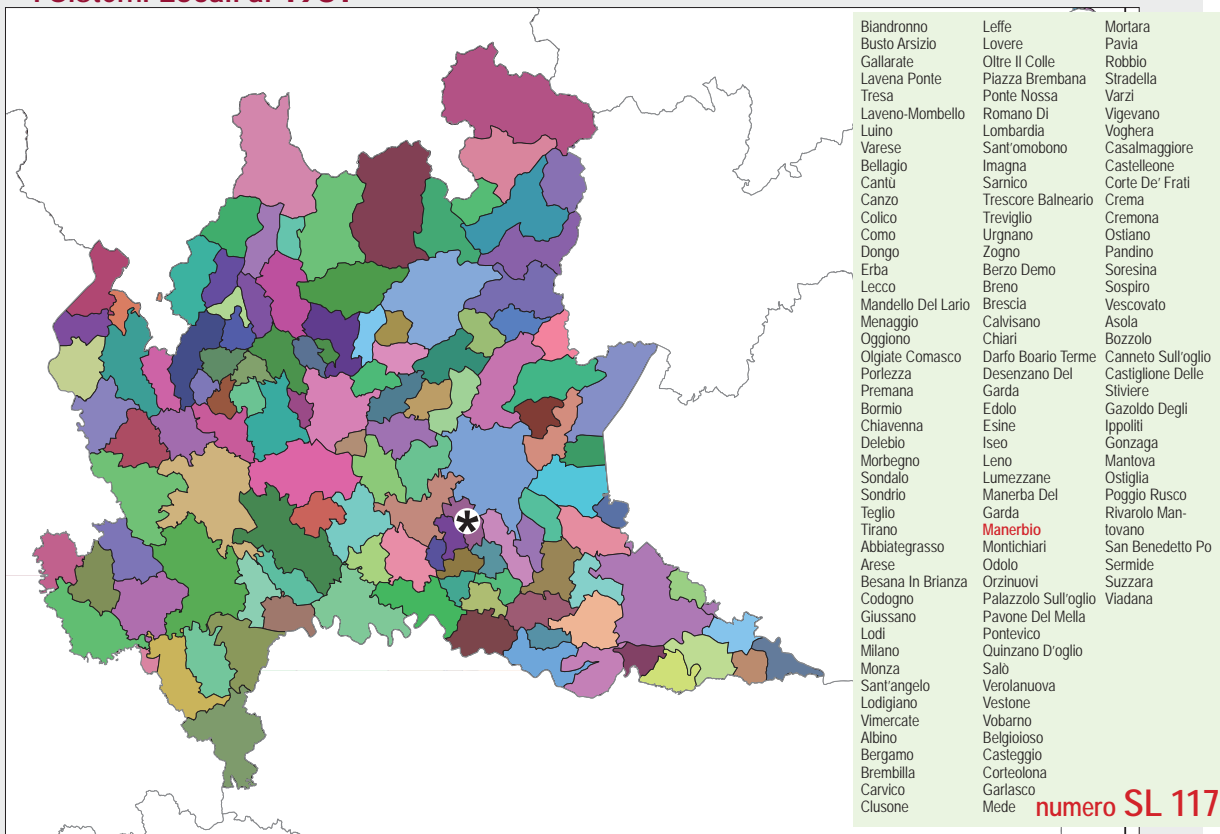 i Sistemi Locali al 1981
Biandronno
Busto Arsizio
Gallarate
Lavena Ponte
Tresa
Laveno-Mombello
Luino
Varese
Bellagio
Cantù
Canzo
Colico
Como
Dongo
Erba
Lecco
Mandello Del Lario
Menaggio
Oggiono
Olgiate Comasco
Porlezza
Premana
Bormio
Chiavenna
Delebio
Morbegno
Sondalo
Sondrio
Teglio
Tirano
Abbiategrasso
Arese
Besana In Brianza
Codogno
Giussano
Lodi
Milano
Monza
Sant'angelo
Lodigiano
Vimercate
Albino
Bergamo
Brembilla
Carvico
Clusone
Leffe
Lovere
Oltre Il Colle
Piazza Brembana
Ponte Nossa
Romano Di
Lombardia
Sant'omobono
Imagna
Sarnico
Trescore Balneario
Treviglio
Urgnano
Zogno
Berzo Demo
Breno
Brescia
Calvisano
Chiari
Darfo Boario Terme
Desenzano Del
Garda
Edolo
Esine
Iseo
Leno
Lumezzane
Manerba Del
Garda
Manerbio
Montichiari
Odolo
Orzinuovi
Palazzolo Sull'oglio
Pavone Del Mella
Pontevico
Quinzano D'oglio
Salò
Verolanuova
Vestone
Vobarno
Belgioioso
Casteggio
Corteolona
Garlasco
Mede
Mortara
Pavia
Robbio
Stradella
Varzi
Vigevano
Voghera
Casalmaggiore
Castelleone
Corte De' Frati
Crema
Cremona
Ostiano
Pandino
Soresina
Sospiro
Vescovato
Asola
Bozzolo
Canneto Sull'oglio
Castiglione Delle
Stiviere
Gazoldo Degli
Ippoliti
Gonzaga
Mantova
Ostiglia
Poggio Rusco
Rivarolo Man-
tovano
San Benedetto Po
Sermide
Suzzara
Viadana
numero SL 117